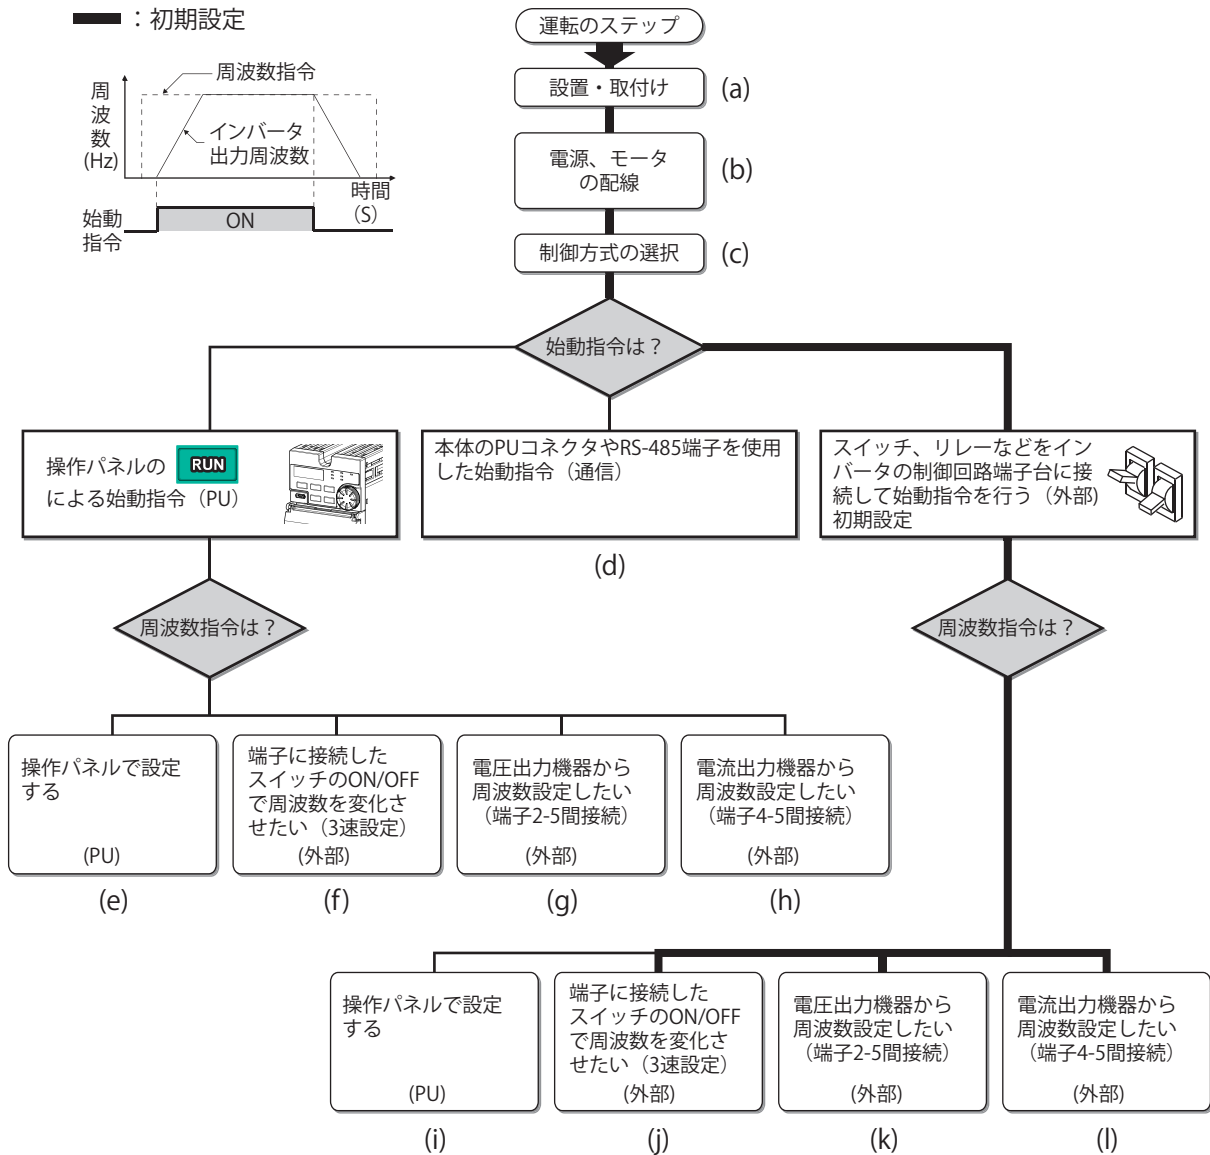 ：初期設定
周波数指令
周
波
数
(Hz)
インバータ
出力周波数
時間
（S）
始動
指令
ON
運転のステップ
設置・取付け
(a)
電源、モータ
の配線
(b)
制御方式の選択
(c)
始動指令は？
操作パネルの RUN
による始動指令（PU）
本体のPUコネクタやRS-485端子を使用
した始動指令（通信）
(d)
スイッチ、リレーなどをイン
バータの制御回路端子台に接
続して始動指令を行う（外部)
初期設定
周波数指令は？
周波数指令は？
操作パネルで設定
する
(PU)
(e)
端子に接続した
スイッチのON/OFF
で周波数を変化さ
せたい（3速設定）
(外部)
(f)
電圧出力機器から
周波数設定したい
（端子2-5間接続）
(外部)
(g)
電流出力機器から
周波数設定したい
（端子4-5間接続）
(外部)
(h)
操作パネルで設定
する
(PU)
(i)
端子に接続した
スイッチのON/OFF
で周波数を変化さ
せたい（3速設定）
(外部)
(j)
電圧出力機器から
周波数設定したい
（端子2-5間接続）
(外部)
(k)
電流出力機器から
周波数設定したい
（端子4-5間接続）
(外部)
(l)